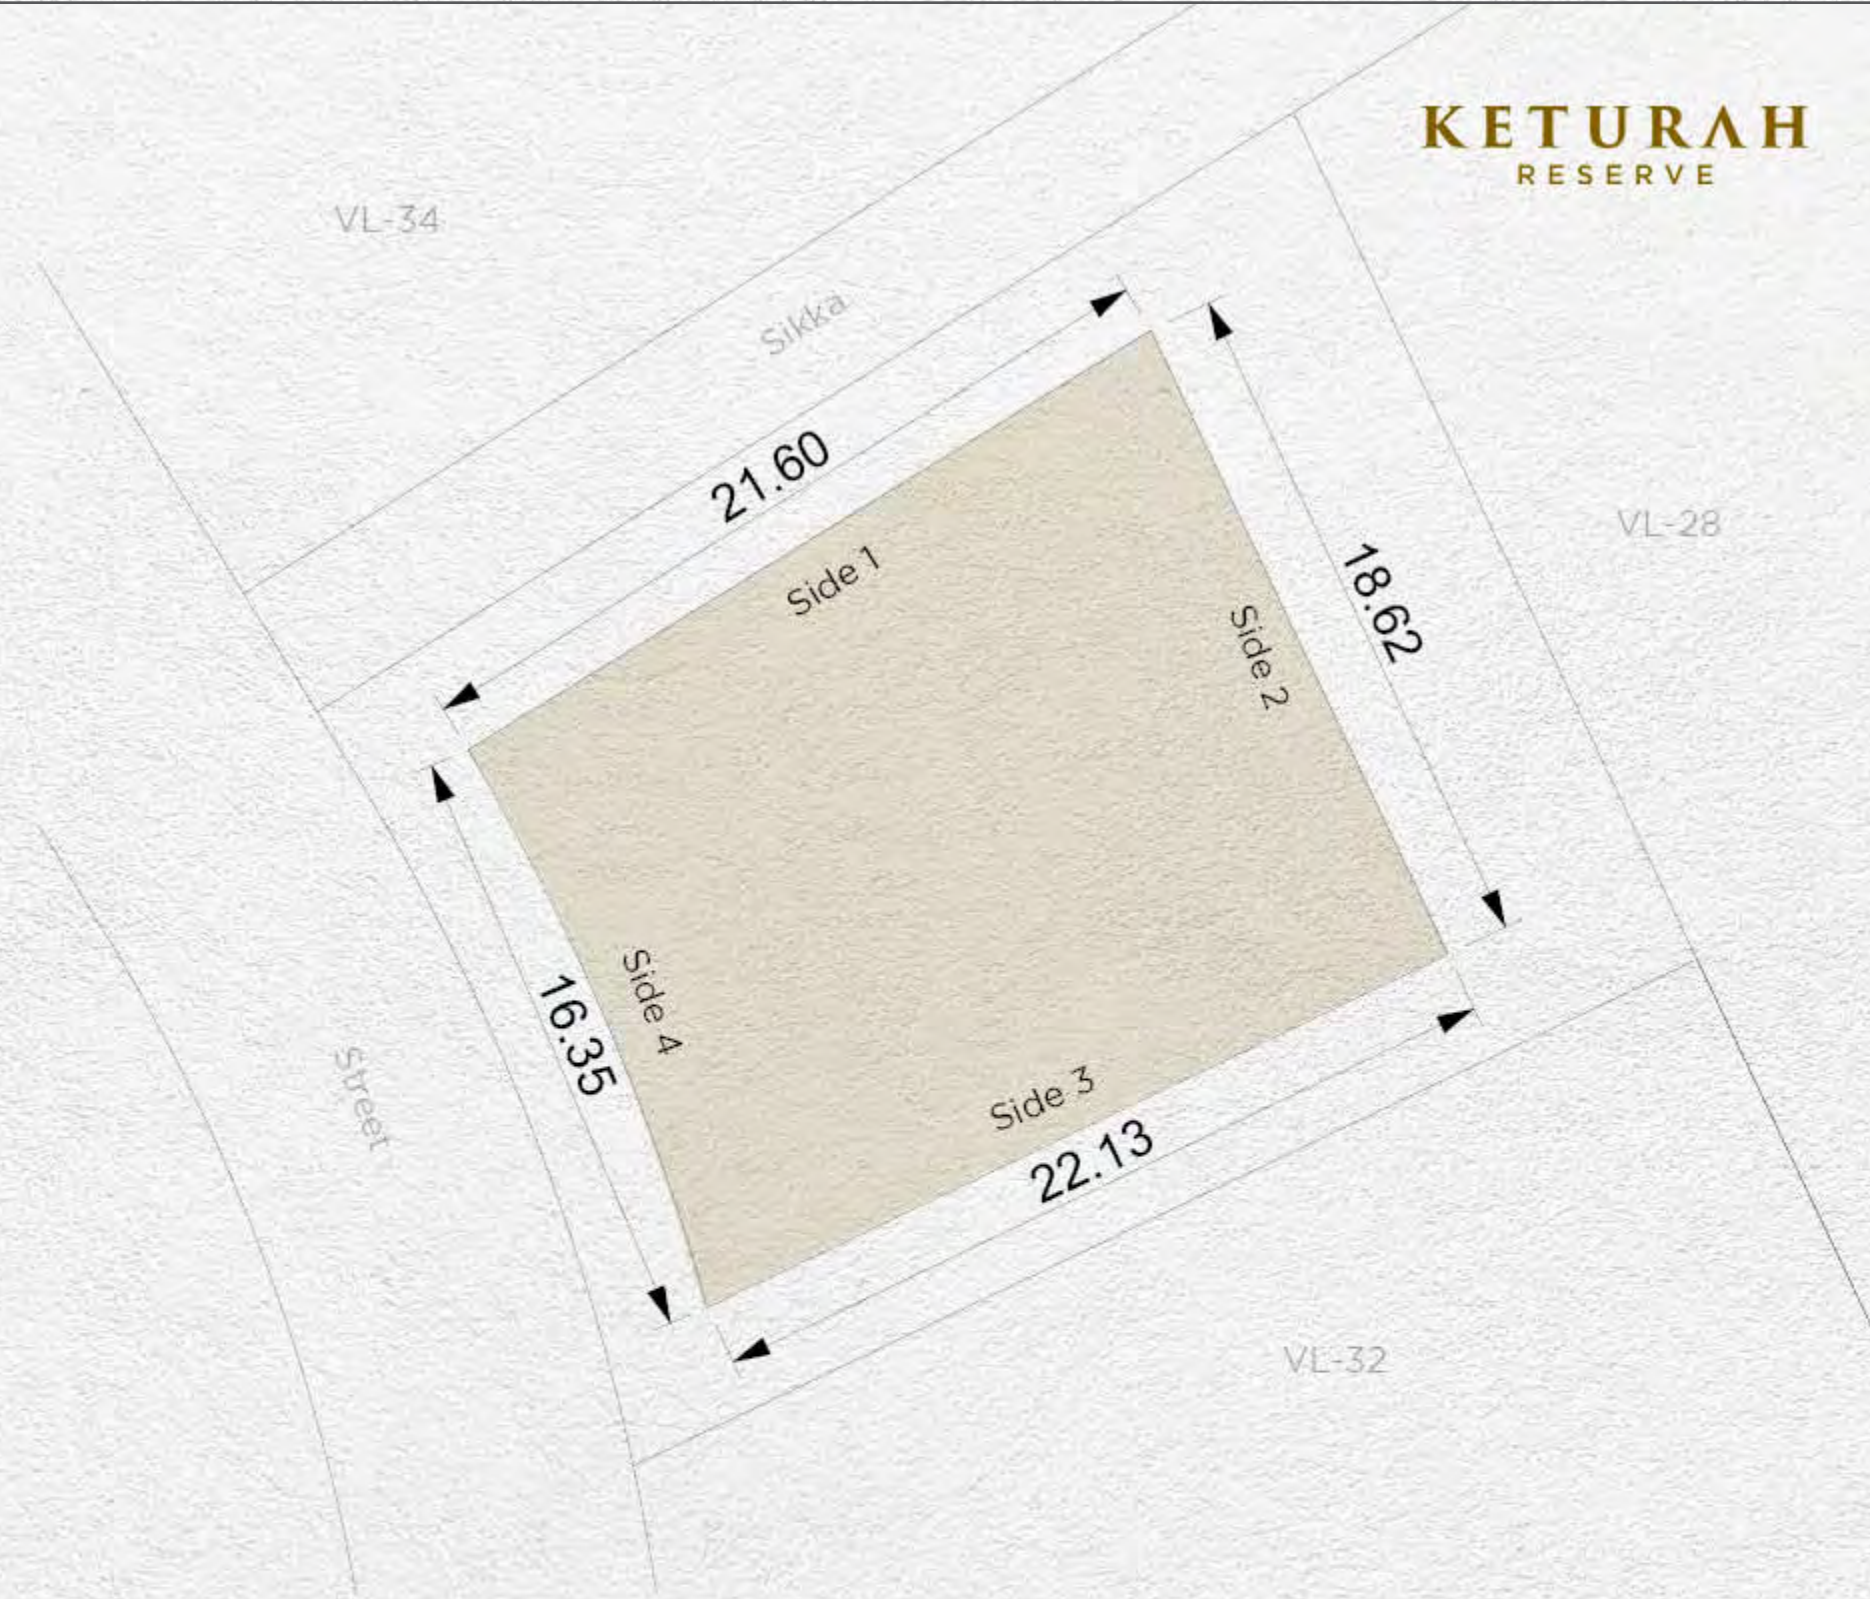 KETURAH
RESERVE
VL-34
Sikka
21.60
Side 1
VL-28
18.62
Side 2
Side 4
16.35
Street
Side 3
22.13
VL-32